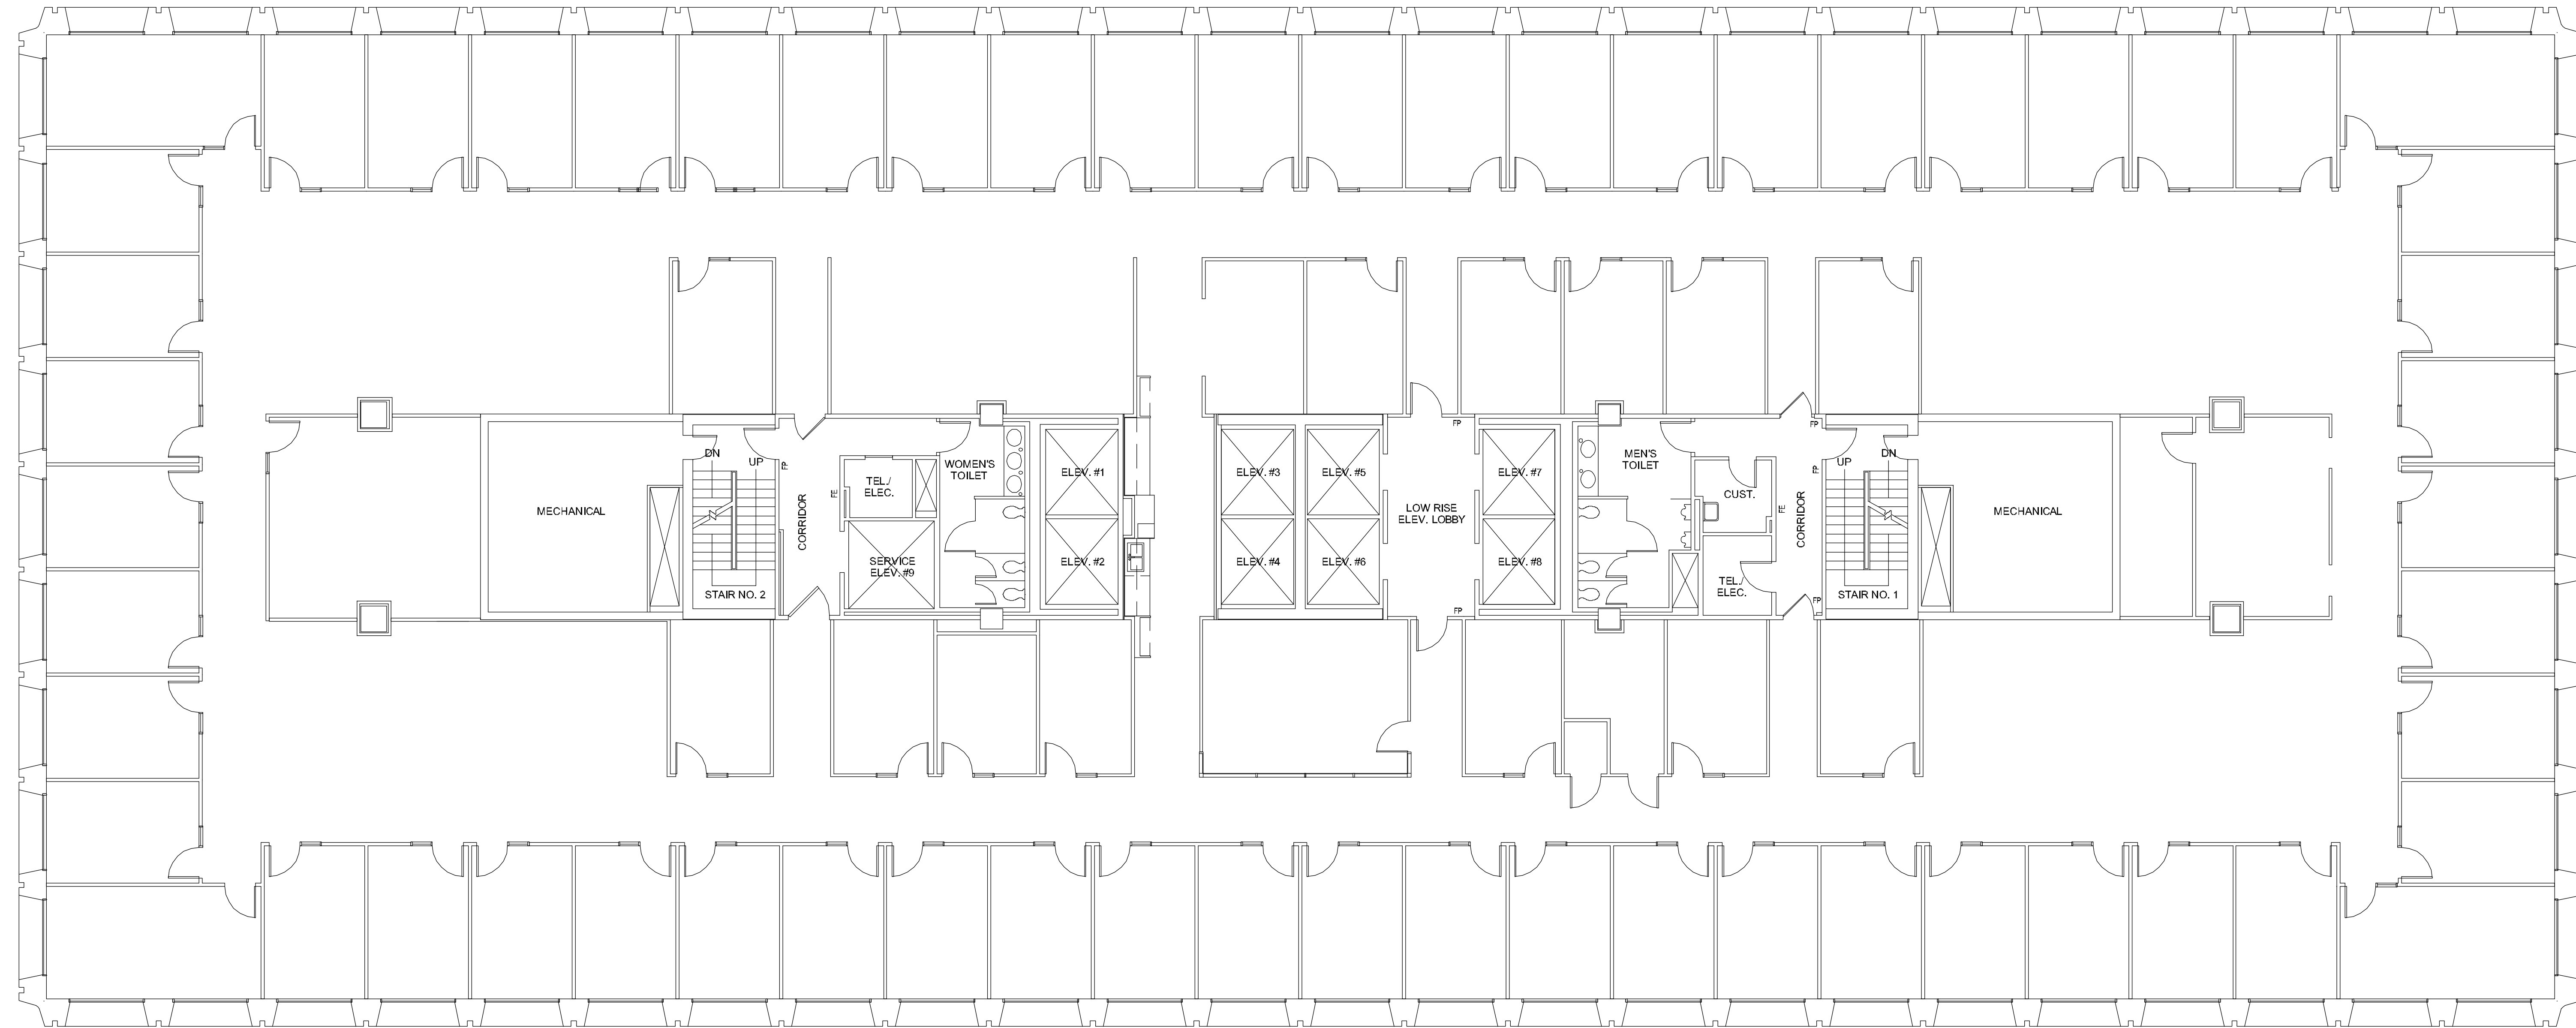 DN
UP
FP
WOMEN'S
TOILET
TEL./
ELEC.
FE
MECHANICAL
CORRIDOR
SERVICE
ELEV. #9
STAIR NO. 2
ELEV. #1
ELEV. #2
ELEV. #3
ELEV. #5
ELEV. #4
ELEV. #6
FP
LOW RISE
ELEV. LOBBY
FP
ELEV. #7
ELEV. #8
MEN'S
TOILET
CUST.
TEL./
ELEC.
FE
CORRIDOR
FP
FP
FP
UP
DN
STAIR NO. 1
MECHANICAL